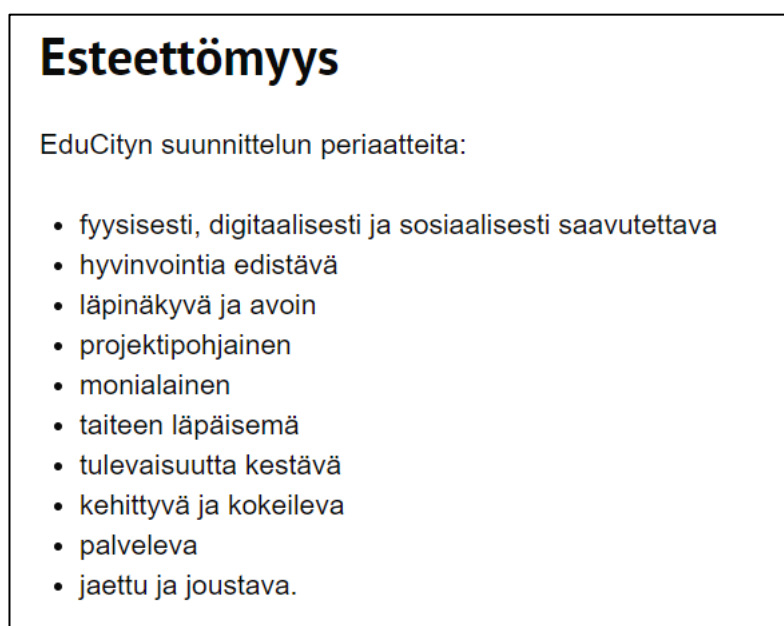 Esteettömyys
EduCityn suunnittelun periaatteita:
• fyysisesti, digitaalisesti ja sosiaalisesti saavutettava
• hyvinvointia edistävä
• läpinäkyvä ja avoin
• projektipohjainen
• monialainen
• taiteen läpäisemä
• tulevaisuutta kestävä
• kehittyvä ja kokeileva
• palveleva
• jaettu ja joustava.